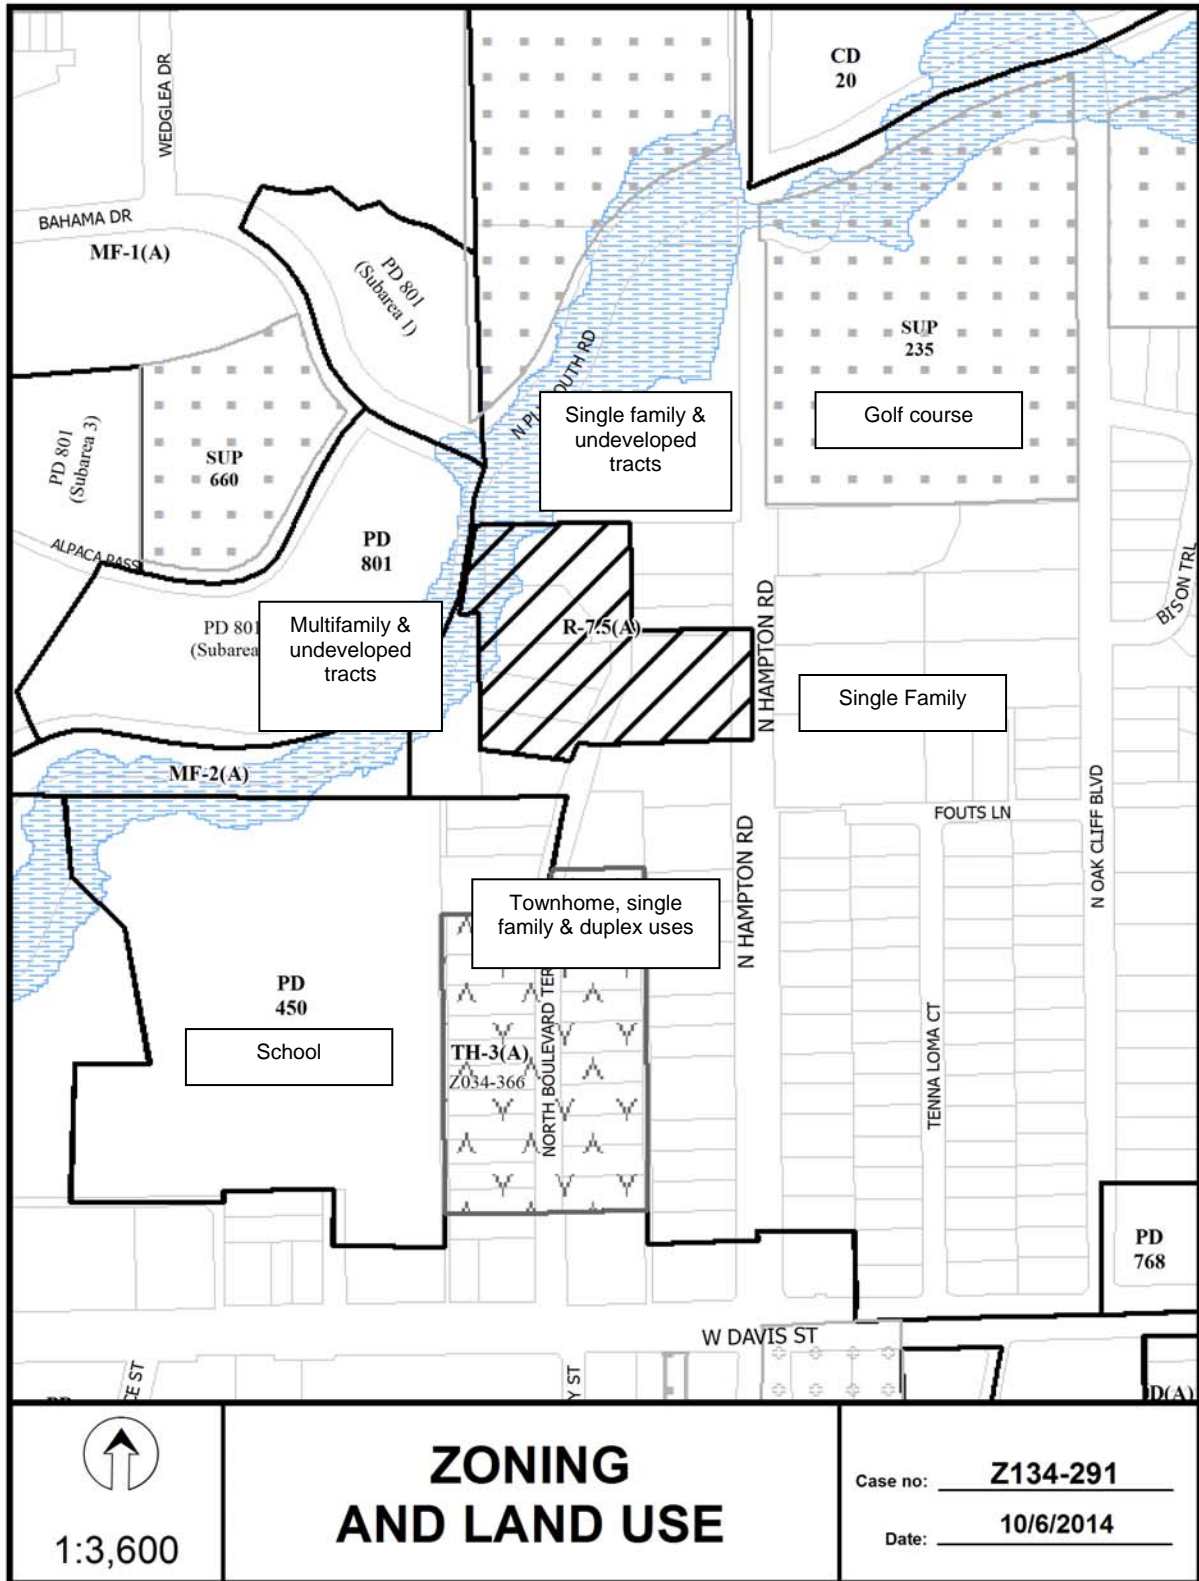 WEDGLEA DR
CD
20
BAHAMA DR
MF-1(A)
PD 801
(Subarea 1)
SUP
235
Single family &
undeveloped
tracts
Golf course
PD 801
(Subarea 3)
SUP
660
PD
801
ALPACA PASS
BISON TRL
R-7.5(A)
N HAMPTON RD
PD 801
(Subarea
Multifamily &
undeveloped
tracts
Single Family
MF-2(A)
FOUTS LN
N OAK CLIFF BLVD
N HAMPTON RD
Townhome, single
family & duplex uses
PD
450
School
TH-3(A)
Z034-366
NORTH BOULEVARD TER
TENNA LOMA CT
PD
768
W DAVIS ST
ST
Y ST
D(A)
1:3,600
ZONING
AND LAND USE
Case no: Z134-291
Date: 10/6/2014